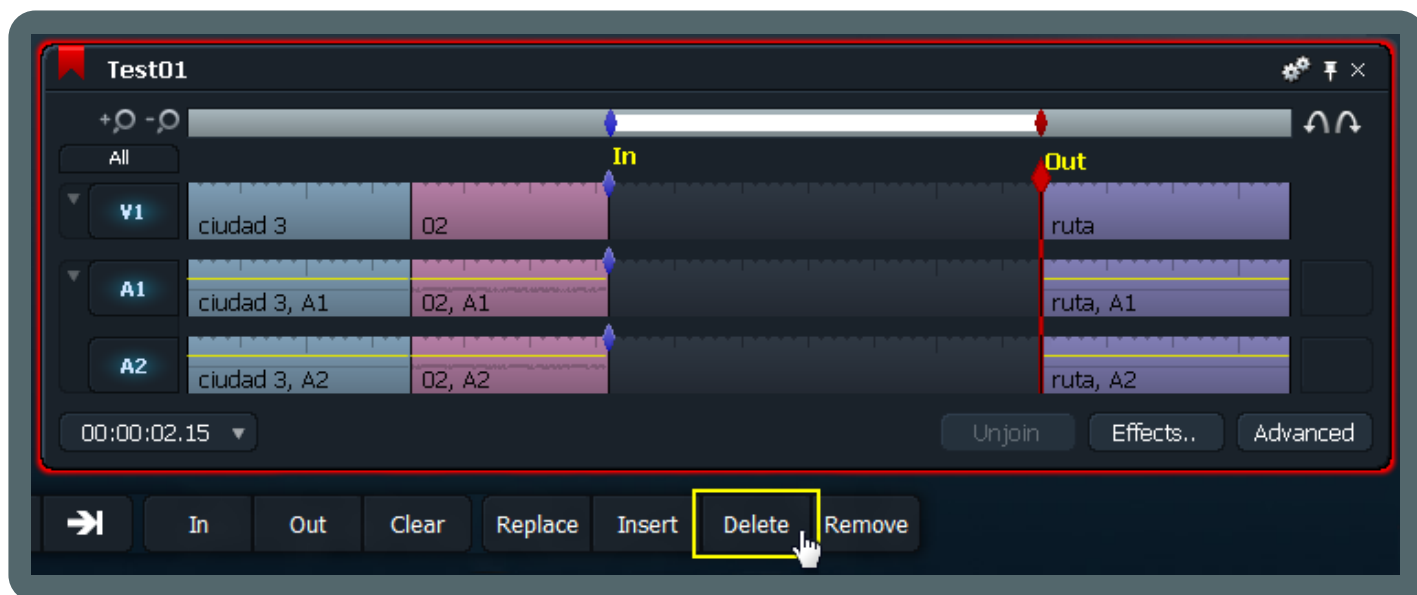 Test01
All
In
Out
V1
ciudad 3
02
ruta
A1
ciudad 3, A1
02, A1
ruta, A1
A2
ciudad 3, A2
02, A2
ruta, A2
00:00:02.15
Unjoin
Effects..
Advanced
In
Out
Clear
Replace
Insert
Delete
Remove